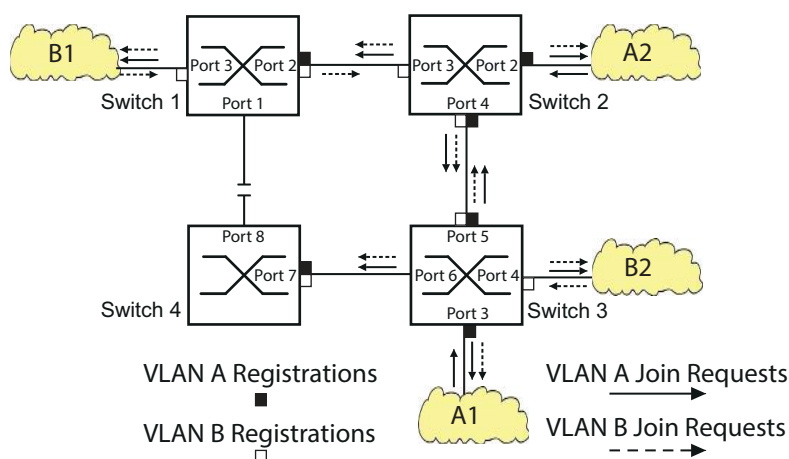 B1
Port 3
Port 2
Port 1
Switch 1
Port 3
Port 2
Port 4
Switch 2
A2
Port 8
Port 7
Switch 4
Port 5
Port 6
Port 4
Port 3
Switch 3
B2
A1
VLAN A Registrations
VLAN B Registrations
VLAN A Join Requests
VLAN B Join Requests